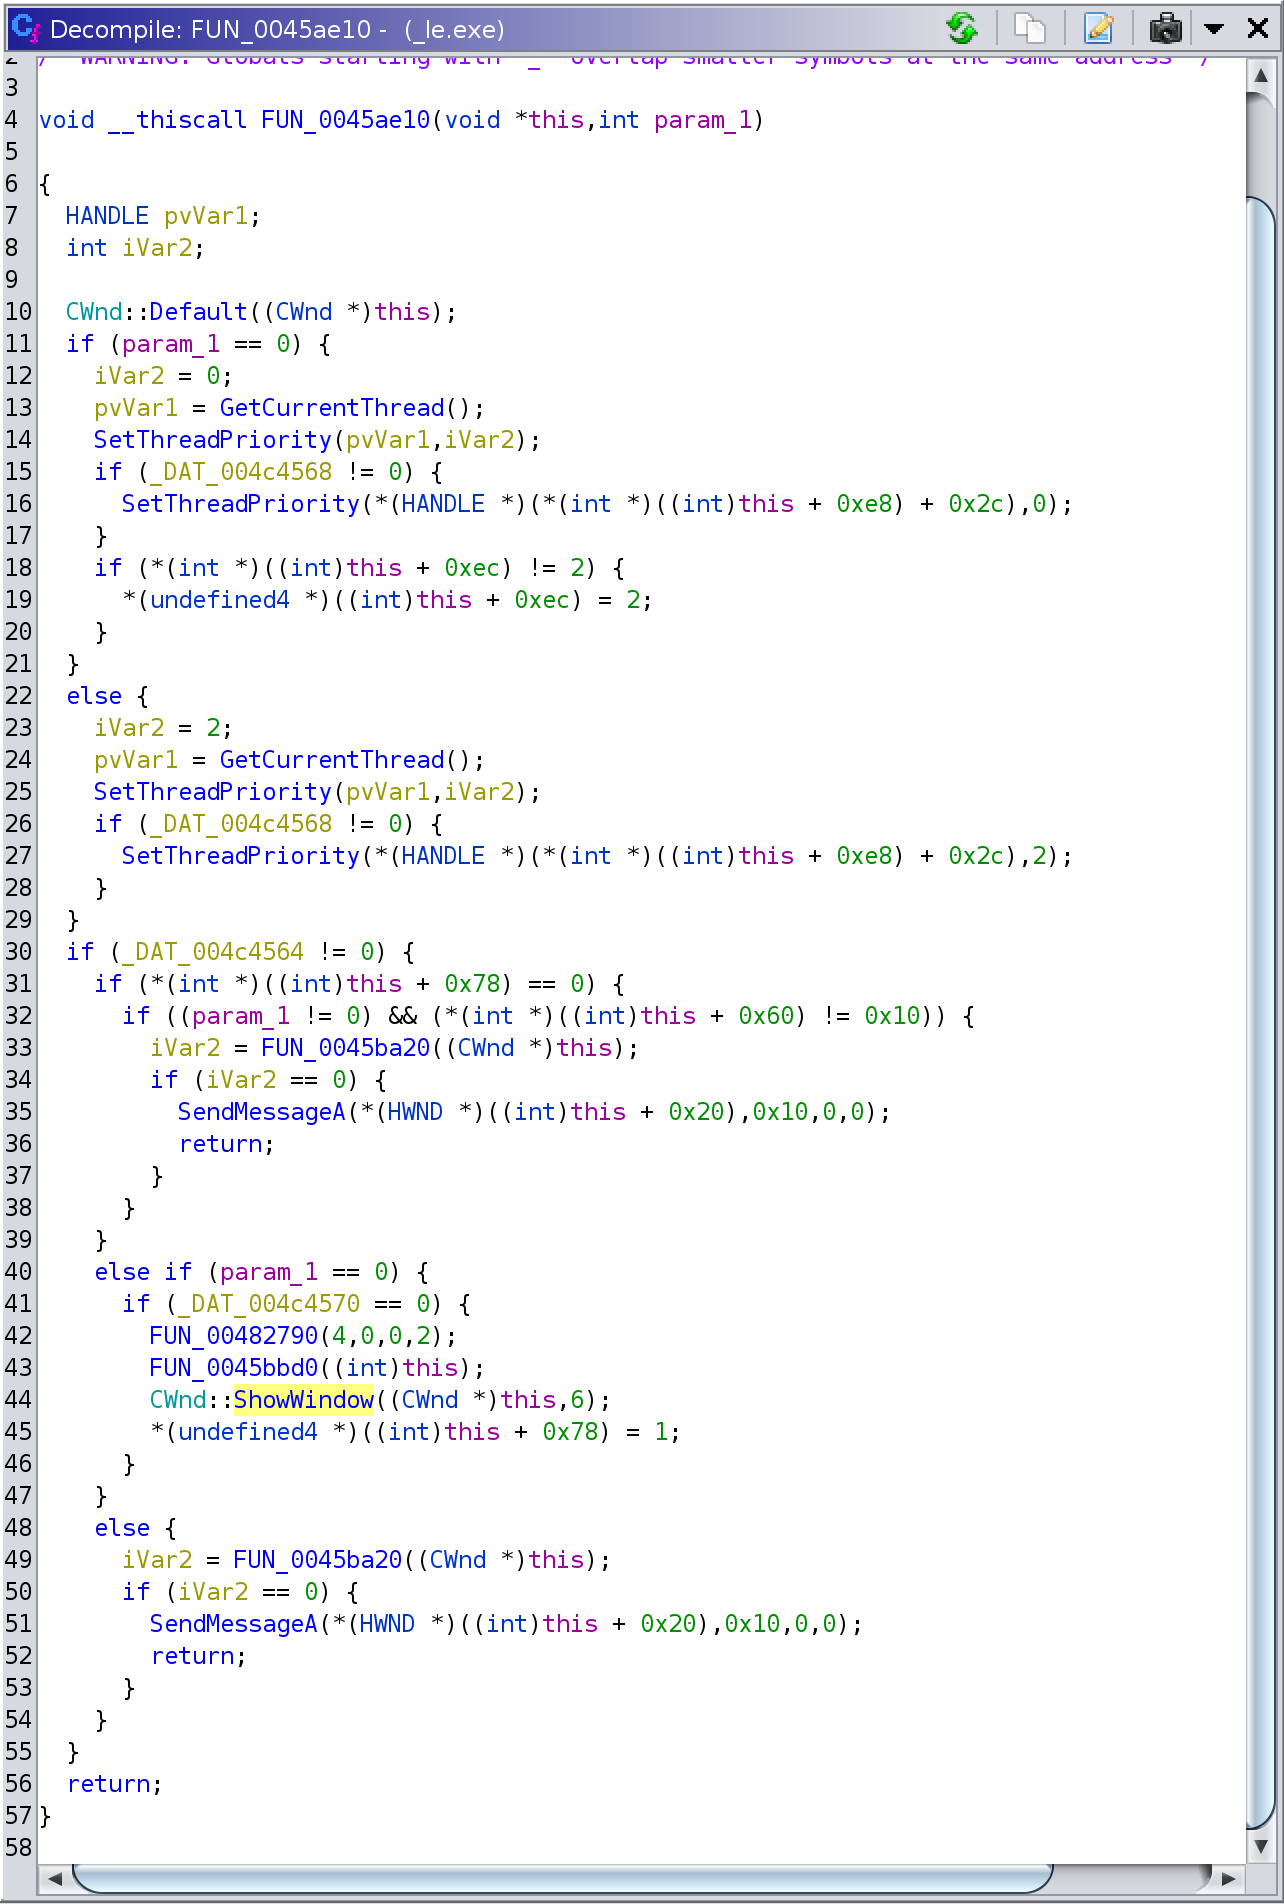 Decompile: FUN_0045ae10 - (_le.exe)
2 /* WARNING: Globals starting with '_' overlap smaller symbols at the same address */
3
4 void __thiscall FUN_0045ae10(void *this,int param_1)
5
6 {
7   HANDLE pvVar1;
8   int iVar2;
9
10   CWnd::Default((CWnd *)this);
11   if (param_1 == 0) {
12     iVar2 = 0;
13     pvVar1 = GetCurrentThread();
14     SetThreadPriority(pvVar1,iVar2);
15     if (_DAT_004c4568 != 0) {
16       SetThreadPriority(*(HANDLE *)(*(int *)((int)this + 0xe8) + 0x2c),0);
17     }
18     if (*(int *)((int)this + 0xec) != 2) {
19       *(undefined4 *)((int)this + 0xec) = 2;
20     }
21   }
22   else {
23     iVar2 = 2;
24     pvVar1 = GetCurrentThread();
25     SetThreadPriority(pvVar1,iVar2);
26     if (_DAT_004c4568 != 0) {
27       SetThreadPriority(*(HANDLE *)(*(int *)((int)this + 0xe8) + 0x2c),2);
28     }
29   }
30   if (_DAT_004c4564 != 0) {
31     if (*(int *)((int)this + 0x78) == 0) {
32       if ((param_1 != 0) && (*(int *)((int)this + 0x60) != 0x10)) {
33         iVar2 = FUN_0045ba20((CWnd *)this);
34         if (iVar2 == 0) {
35           SendMessageA(*(HWND *)((int)this + 0x20),0x10,0,0);
36           return;
37         }
38       }
39     }
40     else if (param_1 == 0) {
41       if (_DAT_004c4570 == 0) {
42         FUN_00482790(4,0,0,2);
43         FUN_0045bbd0((int)this);
44         CWnd::ShowWindow((CWnd *)this,6);
45         *(undefined4 *)((int)this + 0x78) = 1;
46       }
47     }
48     else {
49       iVar2 = FUN_0045ba20((CWnd *)this);
50       if (iVar2 == 0) {
51         SendMessageA(*(HWND *)((int)this + 0x20),0x10,0,0);
52         return;
53       }
54     }
55   }
56   return;
57 }
58